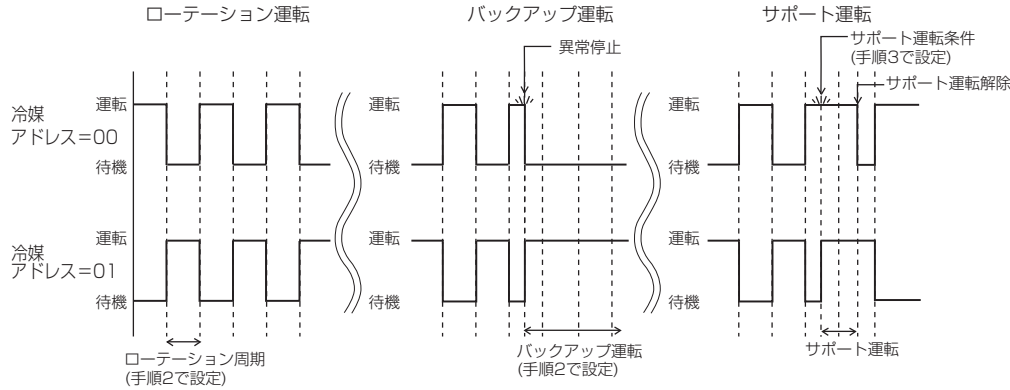 ローテーション運転
バックアップ運転
サポート運転
異常停止
サポート運転条件
(手順3で設定)
サポート運転解除
冷媒
アドレス=00
運転
待機
運転
待機
運転
待機
冷媒
アドレス=01
運転
待機
運転
待機
運転
待機
ローテーション周期
(手順2で設定)
バックアップ運転
(手順2で設定)
サポート運転